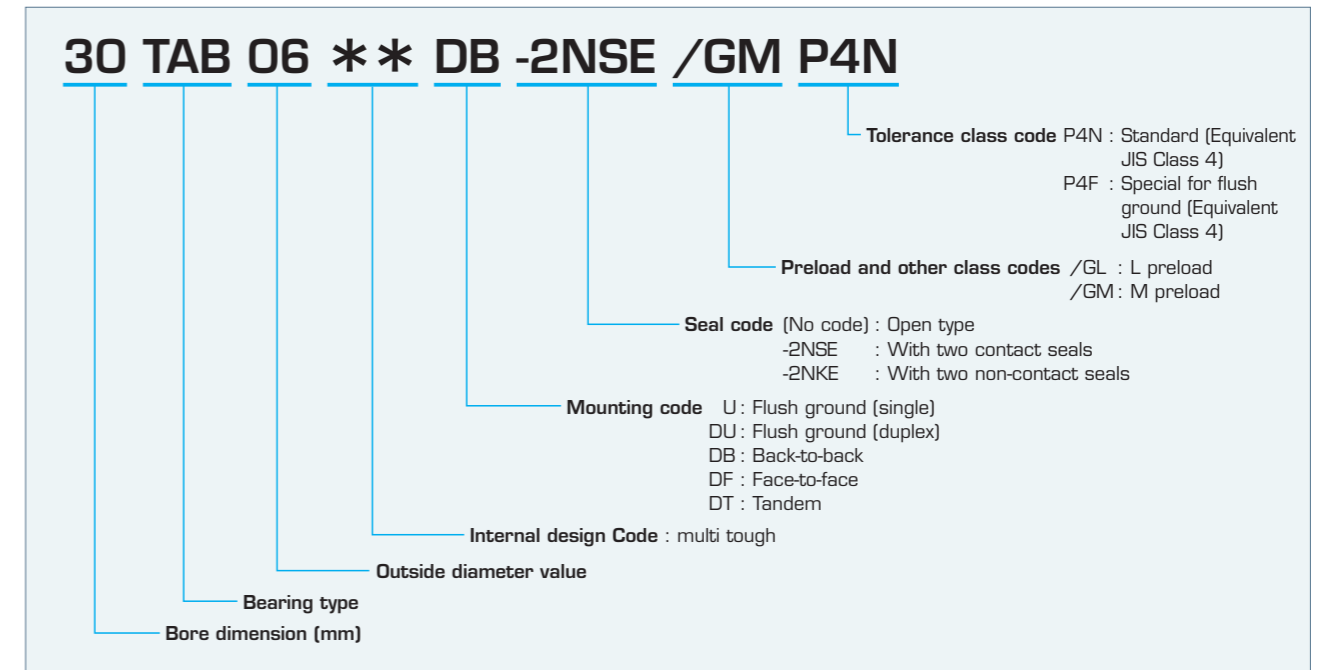 30 TAB 06 ** DB -2NSE /GM P4N
Tolerance class code P4N : Standard (Equivalent
JIS Class 4)
P4F : Special for flush
ground (Equivalent
JIS Class 4)
Preload and other class codes /GL : L preload
/GM : M preload
Seal code (No code) : Open type
-2NSE : With two contact seals
-2NKE : With two non-contact seals
Mounting code U : Flush ground (single)
DU : Flush ground (duplex)
DB : Back-to-back
DF : Face-to-face
DT : Tandem
Internal design Code : multi tough
Outside diameter value
Bearing type
Bore dimension (mm)